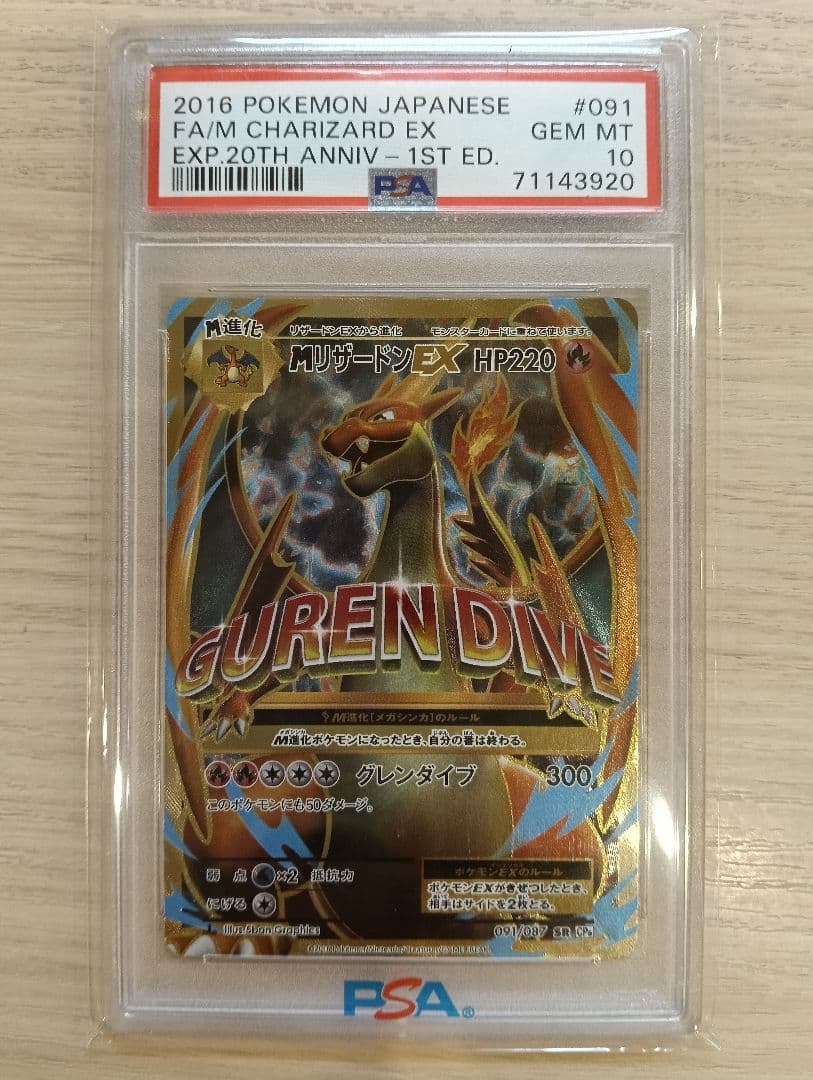 2016 POKEMON JAPANESE #091
FA/M CHARIZARD EX GEM MT
EXP.20TH ANNIV - 1ST ED. 10
PSA 71143920
M進化
リザードンEXから進化 モンスターカードに重ねて使います。
MリザードンEX HP220
GUREN DIVE
M進化[メガシンカ]のルール
M進化ポケモンになったとき、自分の番は終わる。
グレンダイブ 300
このポケモンにも50ダメージ。
弱点 ×2 抵抗力
にげる
ポケモンEXのルール
ポケモンEXがきぜつしたとき、
相手はサイドを2枚とる。
Illus.5ban Graphics
091/087 SR CP6
PSA®